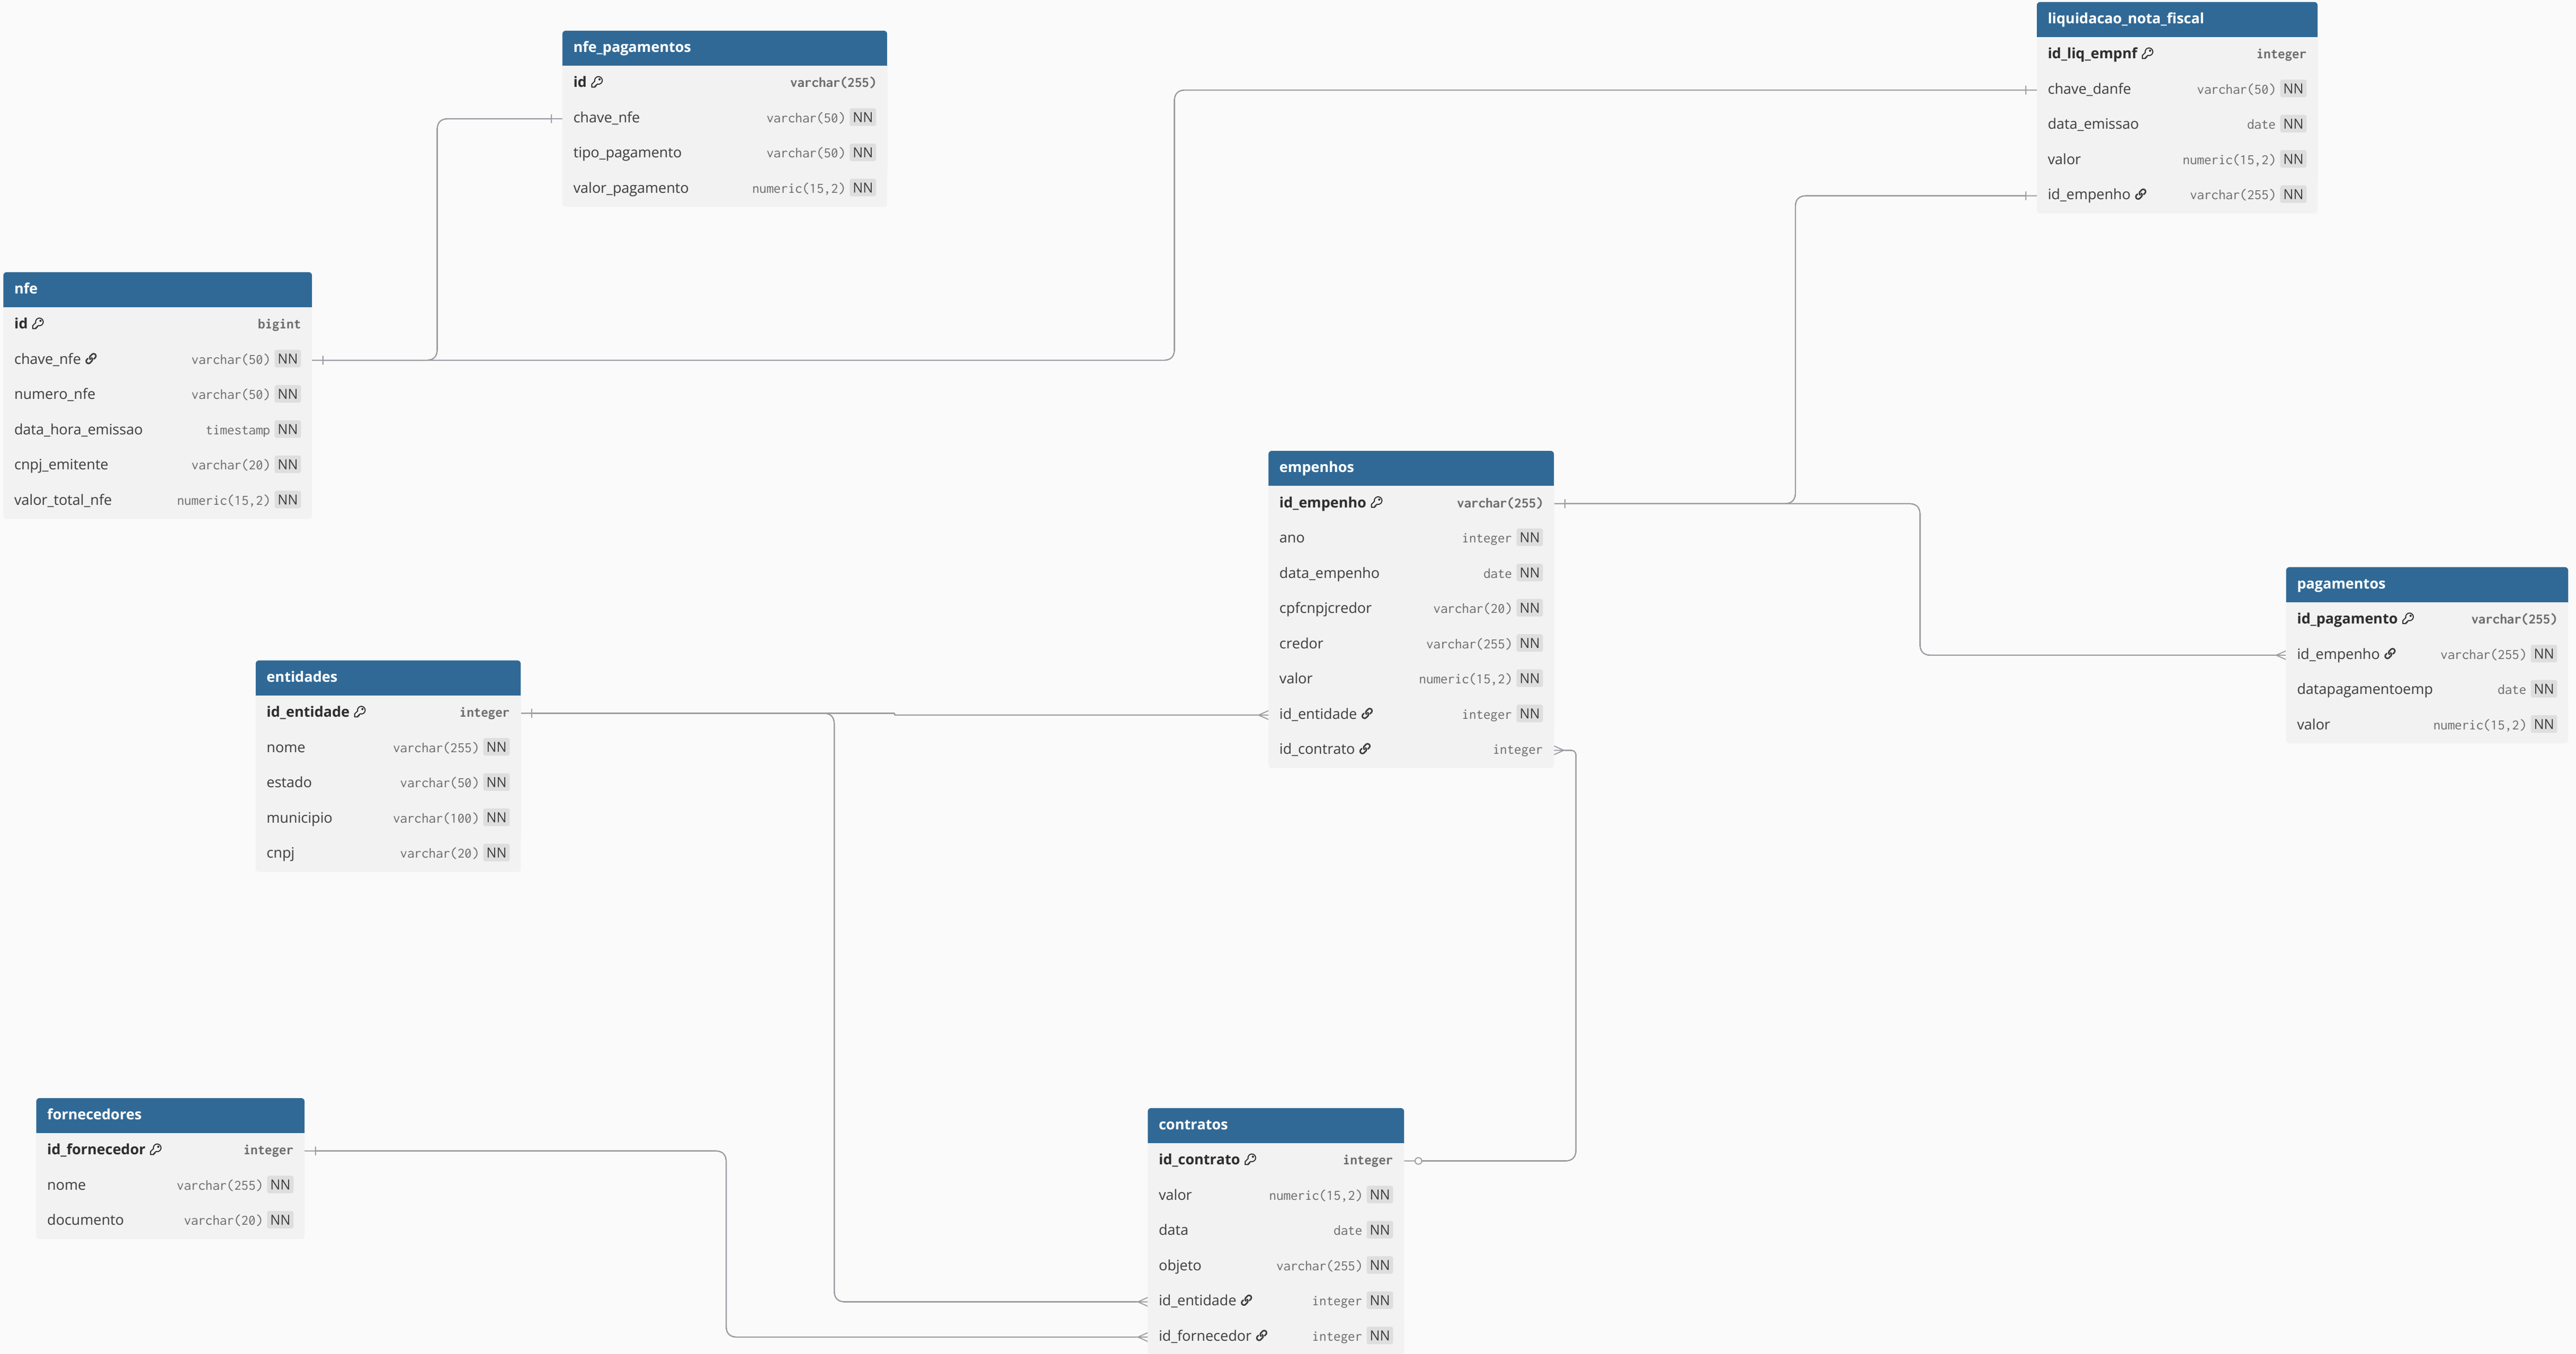 nfe_pagamentos
id varchar(255)
chave_nfe varchar(50) NN
tipo_pagamento varchar(50) NN
valor_pagamento numeric(15,2) NN
liquidacao_nota_fiscal
id_liq_empnf integer
chave_danfe varchar(50) NN
data_emissao date NN
valor numeric(15,2) NN
id_empenho varchar(255) NN
nfe
id bigint
chave_nfe varchar(50) NN
numero_nfe varchar(50) NN
data_hora_emissao timestamp NN
cnpj_emitente varchar(20) NN
valor_total_nfe numeric(15,2) NN
empenhos
id_empenho varchar(255)
ano integer NN
data_empenho date NN
cpfcnpjcredor varchar(20) NN
credor varchar(255) NN
valor numeric(15,2) NN
id_entidade integer NN
id_contrato integer
pagamentos
id_pagamento varchar(255)
id_empenho varchar(255) NN
datapagamentoemp date NN
valor numeric(15,2) NN
entidades
id_entidade integer
nome varchar(255) NN
estado varchar(50) NN
municipio varchar(100) NN
cnpj varchar(20) NN
fornecedores
id_fornecedor integer
nome varchar(255) NN
documento varchar(20) NN
contratos
id_contrato integer
valor numeric(15,2) NN
data date NN
objeto varchar(255) NN
id_entidade integer NN
id_fornecedor integer NN